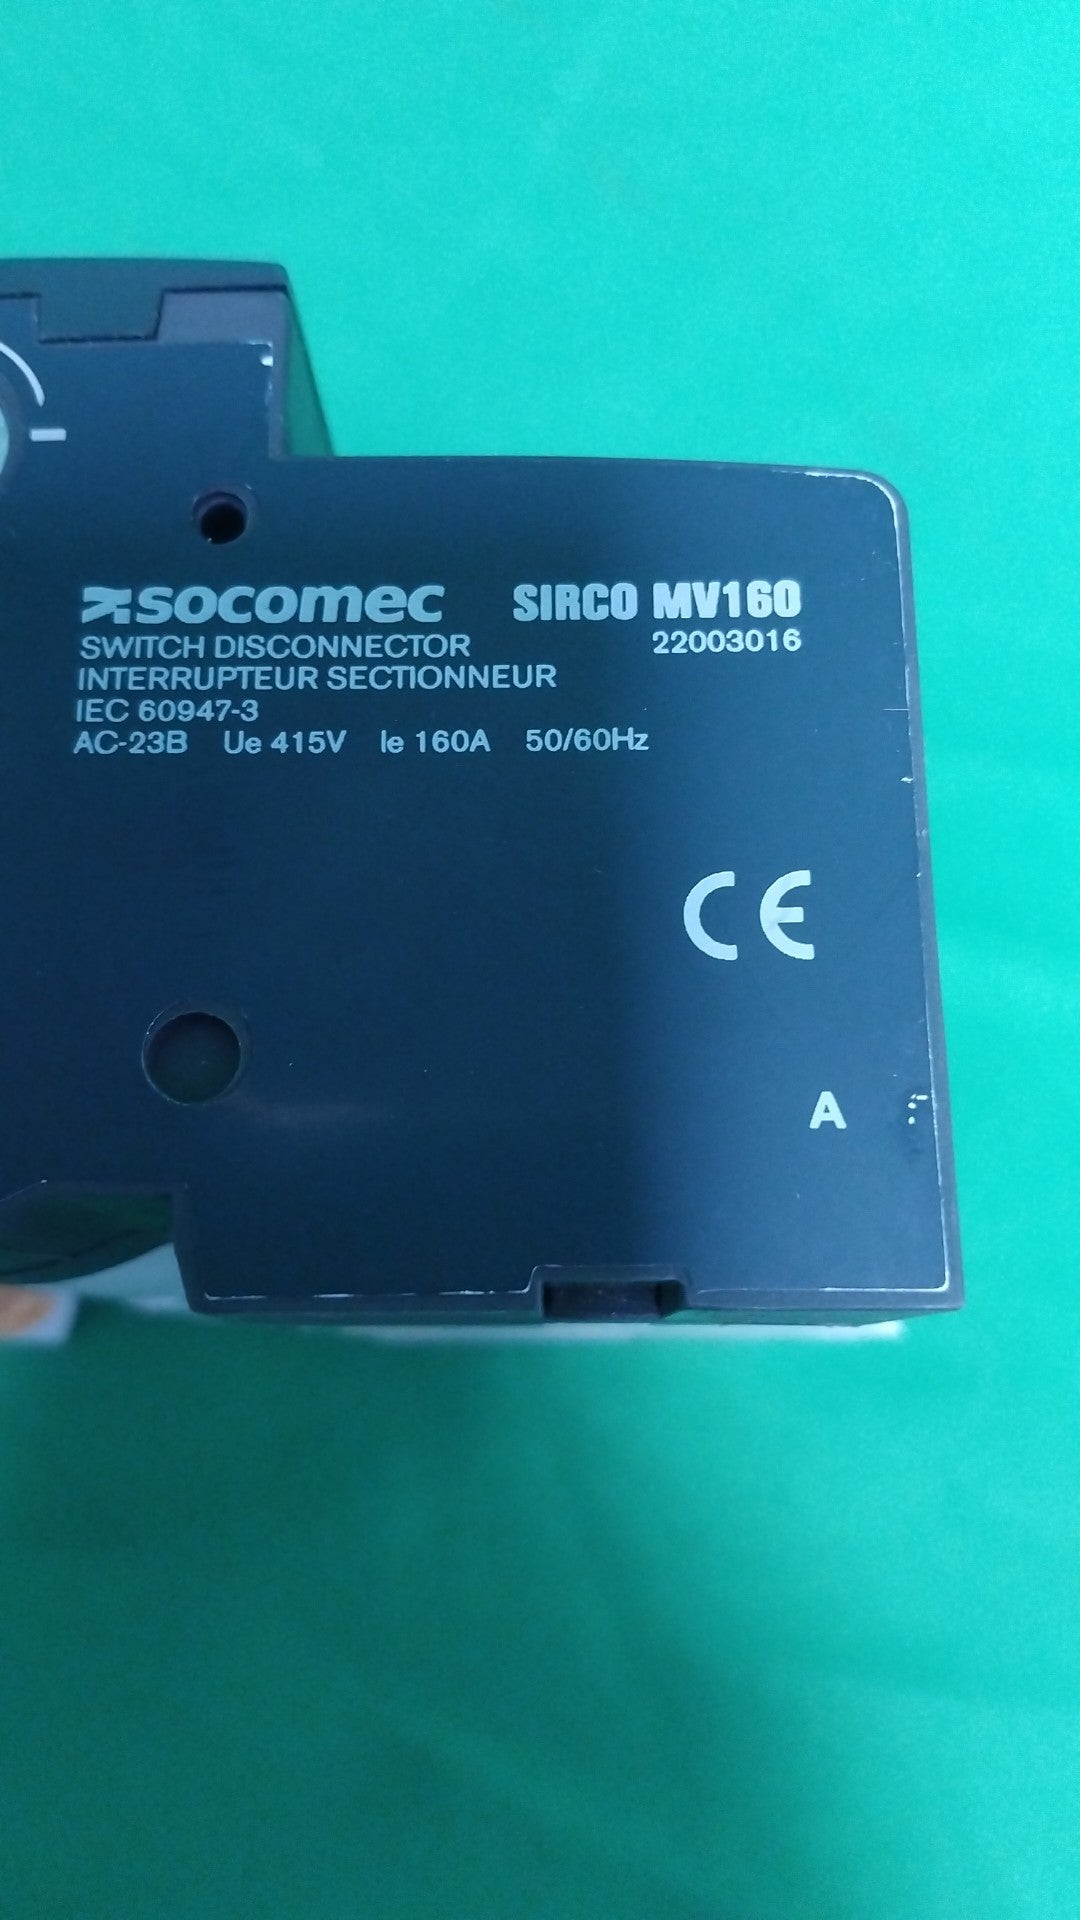 socomec SIRCO MV160
SWITCH DISCONNECTOR 22003016
INTERRUPTEUR SECTIONNEUR
IEC 60947-3
AC-23B Ue 415V Ie 160A 50/60Hz
CE
A